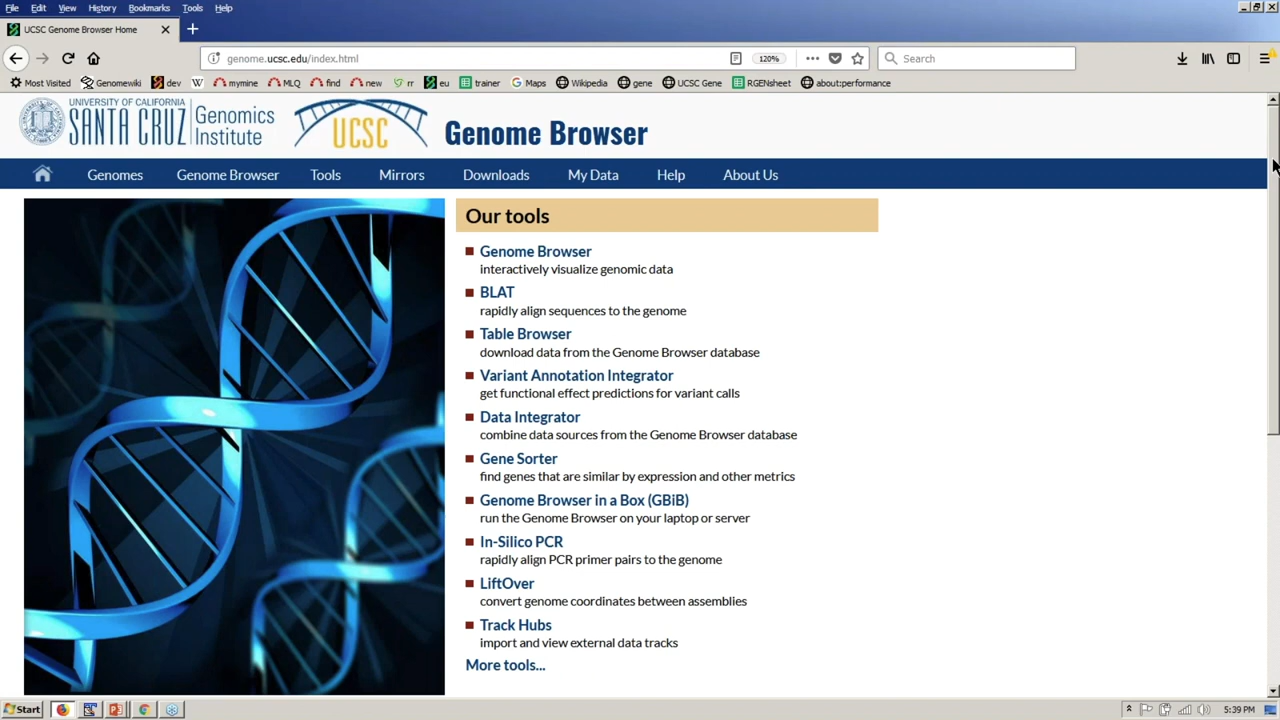 File Edit View History Bookmarks Tools Help
UCSC Genome Browser Home
genome.ucsc.edu/index.html 120% Search
Most Visited Genomewiki dev mymine MLQ find new rr eu trainer Maps Wikipedia gene UCSC Gene RGENsheet about:performance
UNIVERSITY OF CALIFORNIA
SANTA CRUZ Genomics Institute
UCSC
Genome Browser
Genomes Genome Browser Tools Mirrors Downloads My Data Help About Us
Our tools
Genome Browser
interactively visualize genomic data
BLAT
rapidly align sequences to the genome
Table Browser
download data from the Genome Browser database
Variant Annotation Integrator
get functional effect predictions for variant calls
Data Integrator
combine data sources from the Genome Browser database
Gene Sorter
find genes that are similar by expression and other metrics
Genome Browser in a Box (GBiB)
run the Genome Browser on your laptop or server
In-Silico PCR
rapidly align PCR primer pairs to the genome
LiftOver
convert genome coordinates between assemblies
Track Hubs
import and view external data tracks
More tools...
Start 5:39 PM